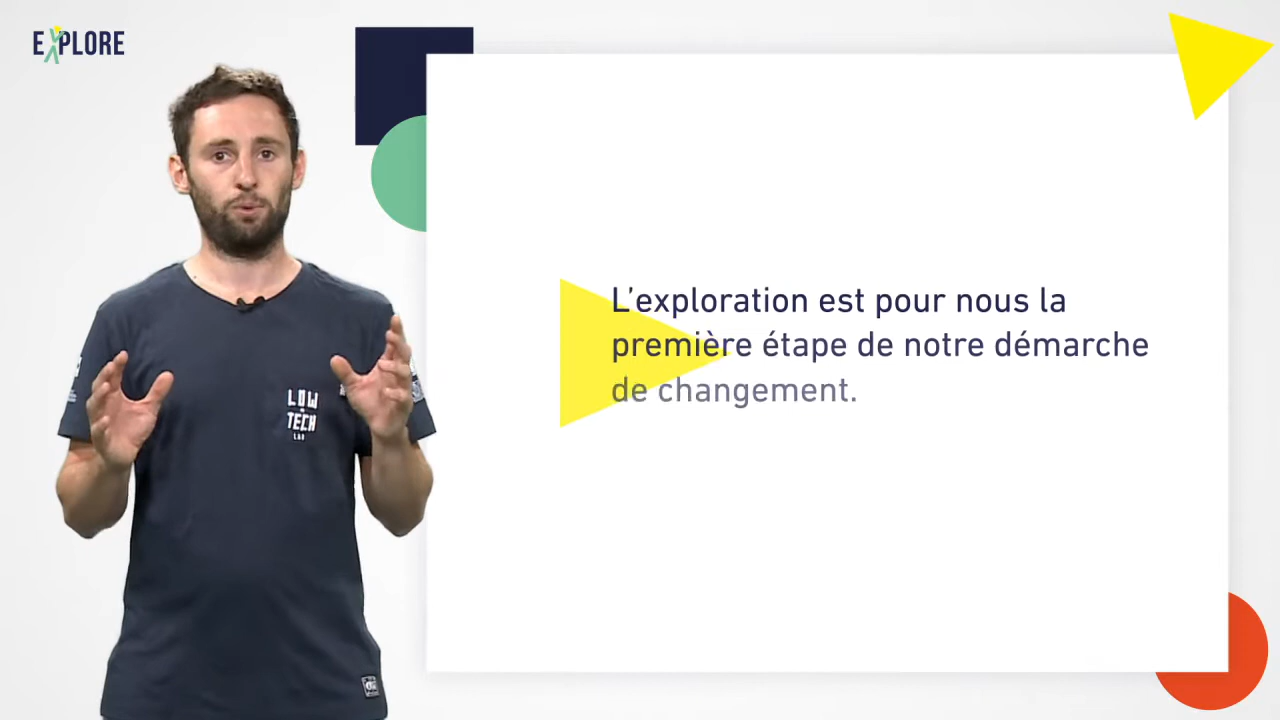 EXPLORE
L'exploration est pour nous la
première étape de notre démarche
de changement.
LOW
TECH
LAB